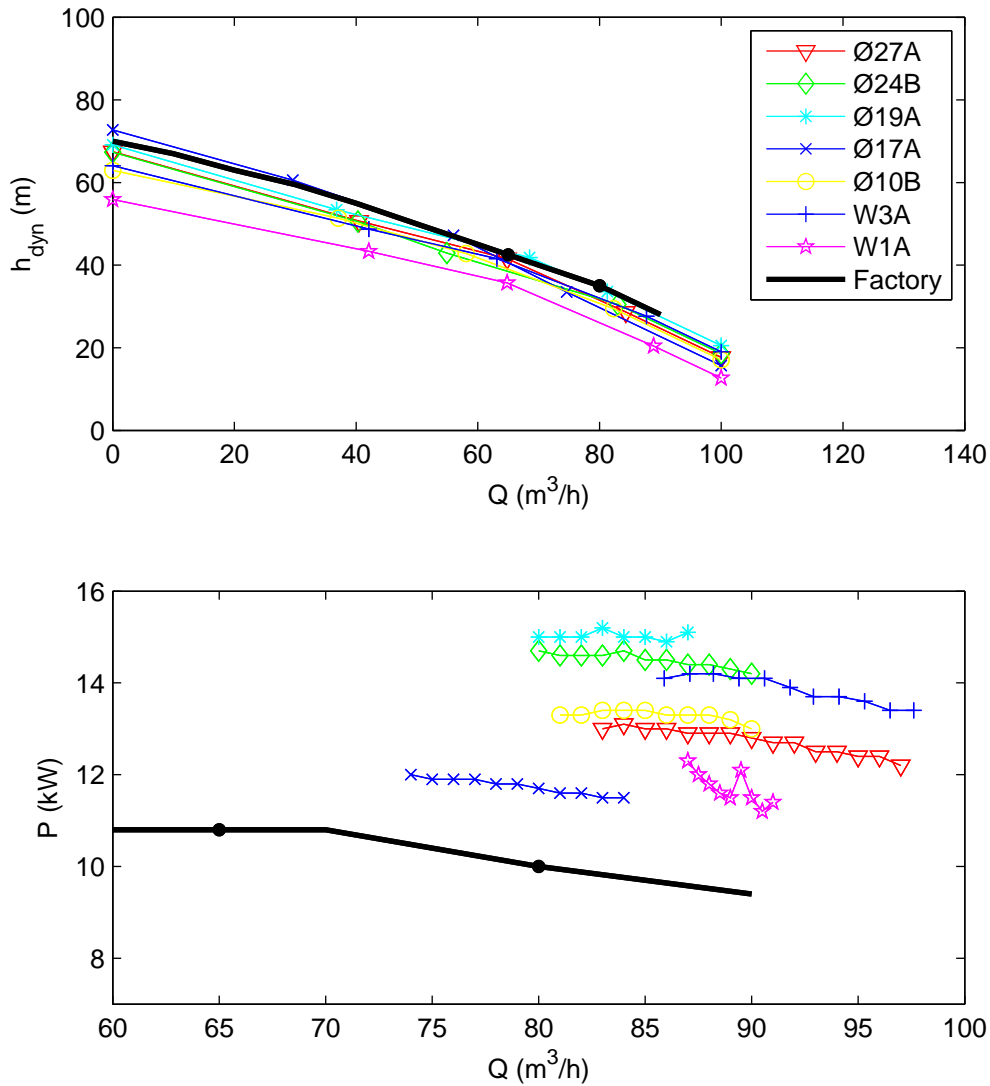 100
80
60
40
20
0
h_dyn (m)
0 20 40 60 80 100 120 140
Q (m³/h)
Ø27A
Ø24B
Ø19A
Ø17A
Ø10B
W3A
W1A
Factory
16
14
12
10
8
P (kW)
60 65 70 75 80 85 90 95 100
Q (m³/h)